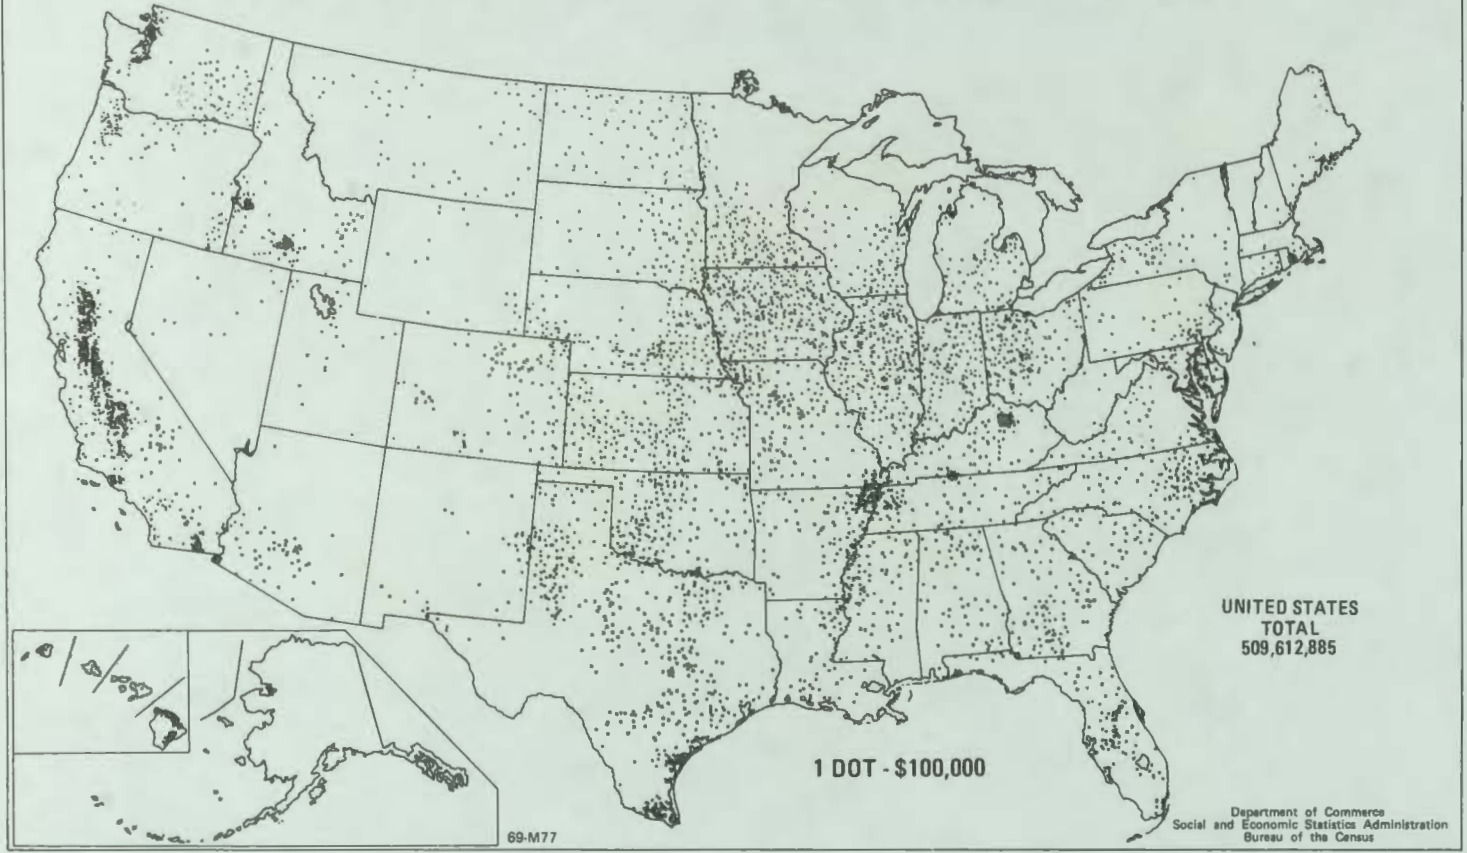 UNITED STATES
TOTAL
509,612,885
1 DOT - $100,000
Department of Commerce
Social and Economic Statistics Administration
Bureau of the Census
69-M77